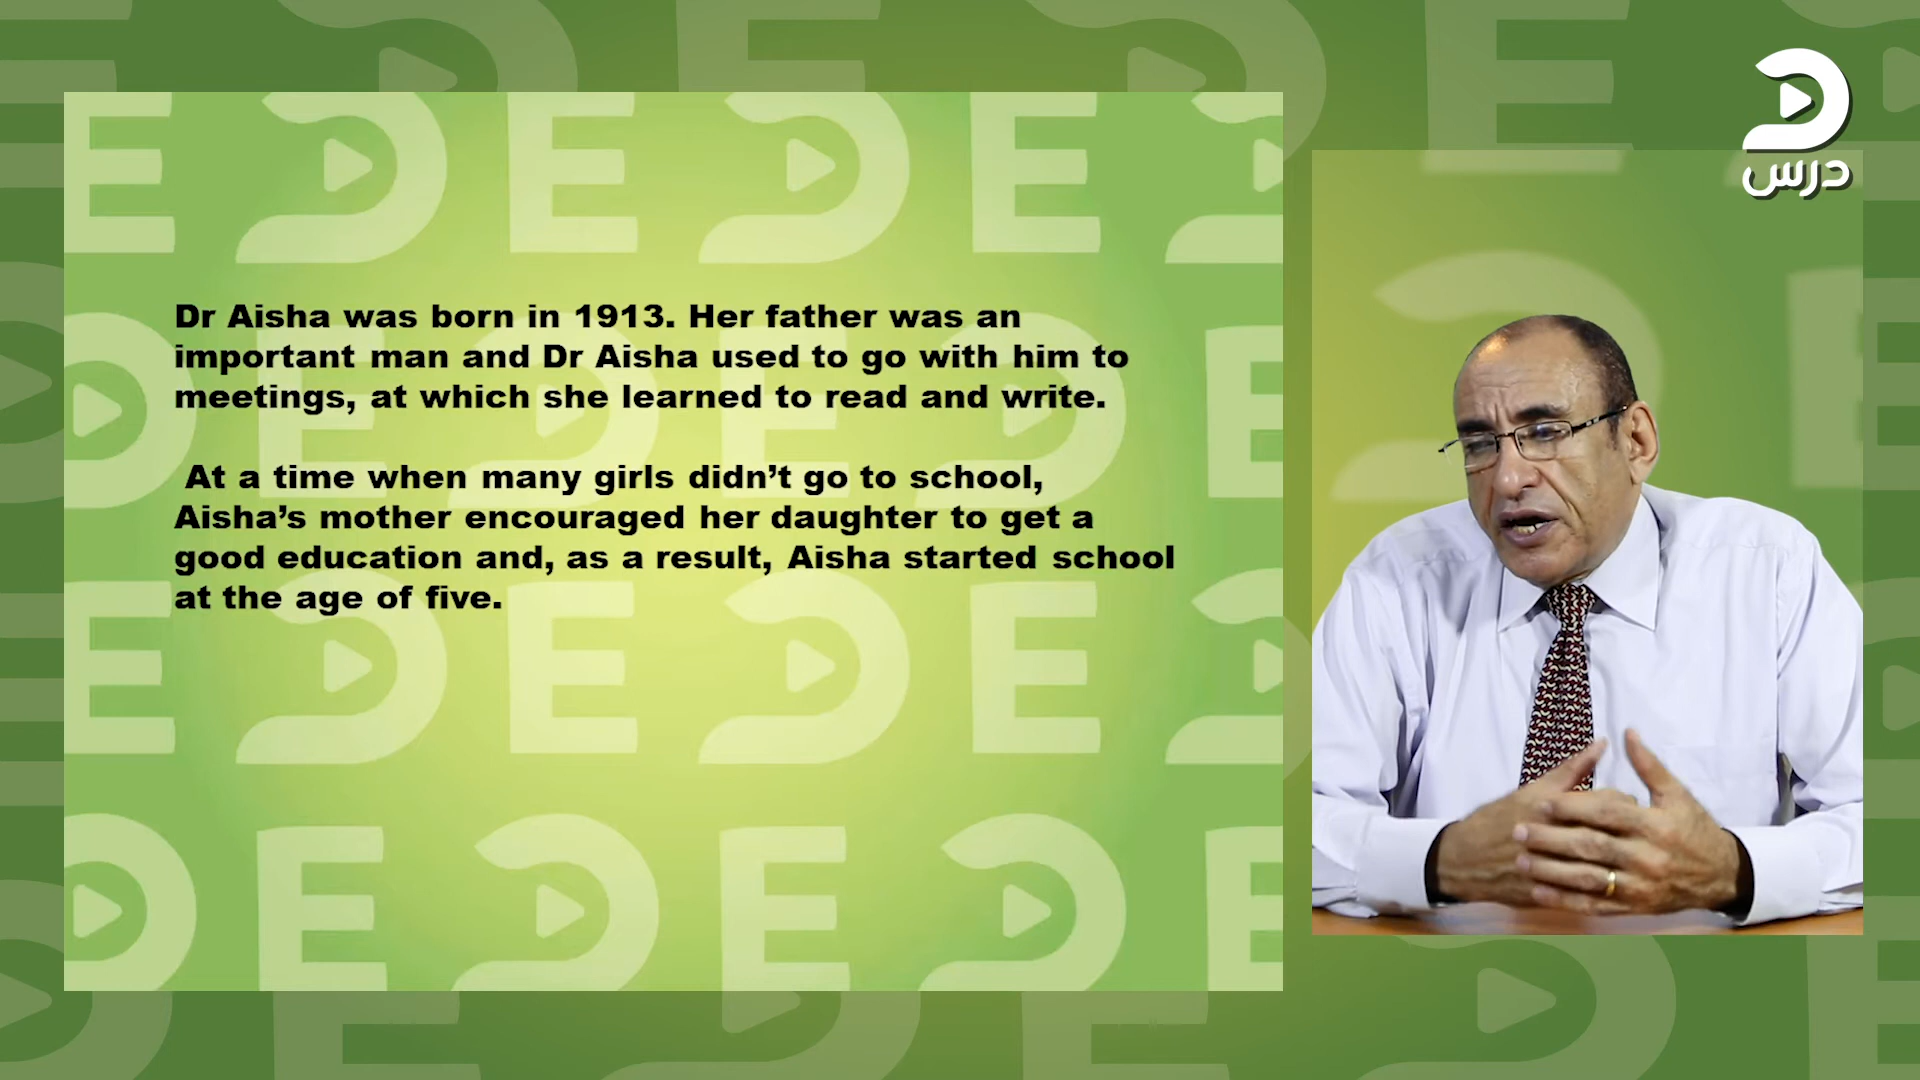 Dr Aisha was born in 1913. Her father was an
important man and Dr Aisha used to go with him to
meetings, at which she learned to read and write.
At a time when many girls didn’t go to school,
Aisha’s mother encouraged her daughter to get a
good education and, as a result, Aisha started school
at the age of five.
درس